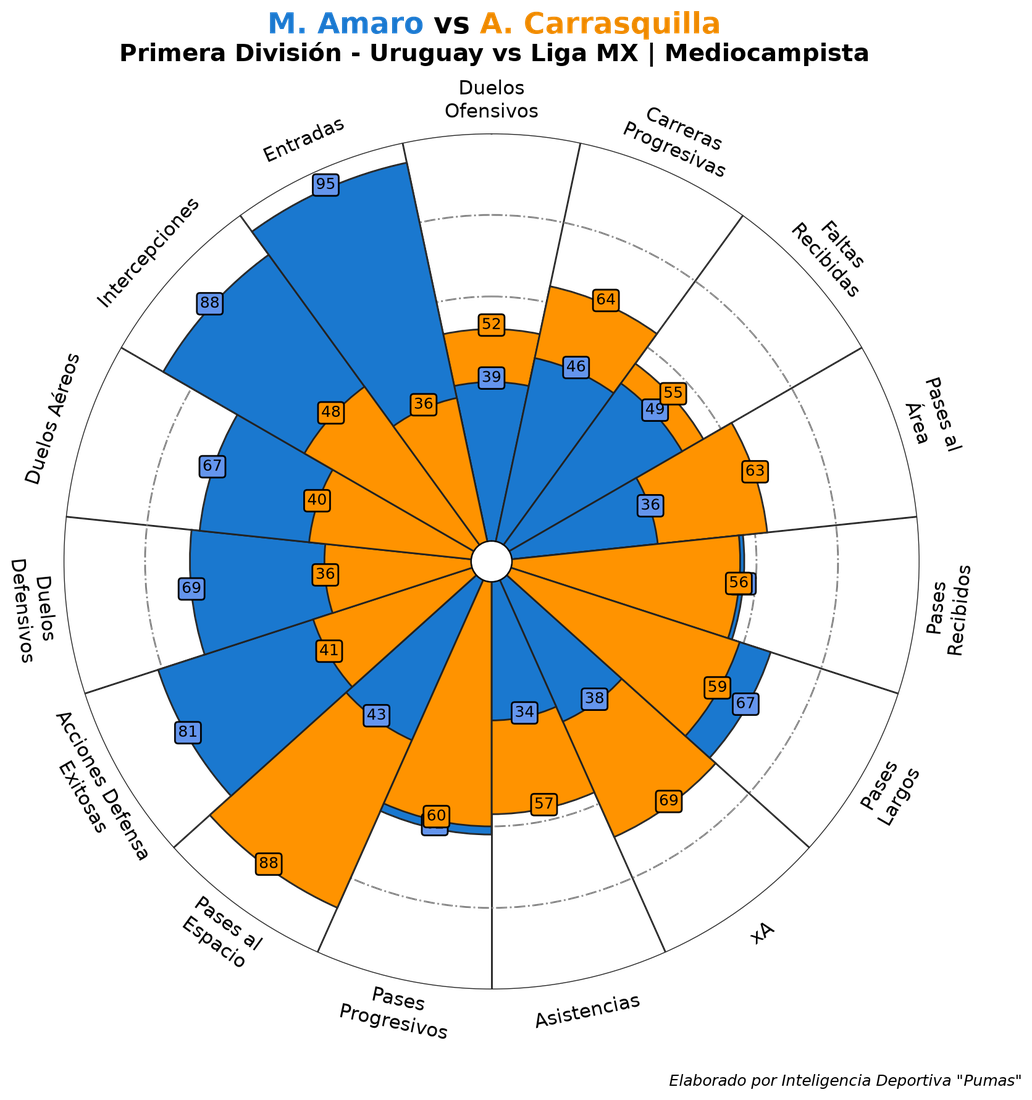 M. Amaro vs A. Carrasquilla
Primera División - Uruguay vs Liga MX | Mediocampista
Duelos
Ofensivos
52
39
Carreras
Progresivas
64
46
Faltas
Recibidas
55
49
Pases al
Área
63
36
Pases
Recibidos
56
Pases
Largos
59
67
xA
38
69
Asistencias
34
57
Pases
Progresivos
60
Pases al
Espacio
43
88
Acciones Defensa
Exitosas
41
81
Duelos
Defensivos
36
69
Duelos Aéreos
40
67
Intercepciones
48
88
Entradas
36
95
Elaborado por Inteligencia Deportiva "Pumas"